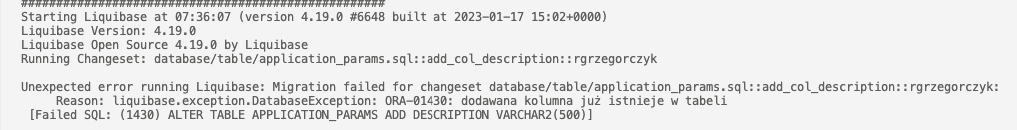 ####################################################
Starting Liquibase at 07:36:07 (version 4.19.0 #6648 built at 2023-01-17 15:02+0000)
Liquibase Version: 4.19.0
Liquibase Open Source 4.19.0 by Liquibase
Running Changeset: database/table/application_params.sql::add_col_description::rgrzegorczyk
Unexpected error running Liquibase: Migration failed for changeset database/table/application_params.sql::add_col_description::rgrzegorczyk:
Reason: liquibase.exception.DatabaseException: ORA-01430: dodawana kolumna już istnieje w tabeli
[Failed SQL: (1430) ALTER TABLE APPLICATION_PARAMS ADD DESCRIPTION VARCHAR2(500)]